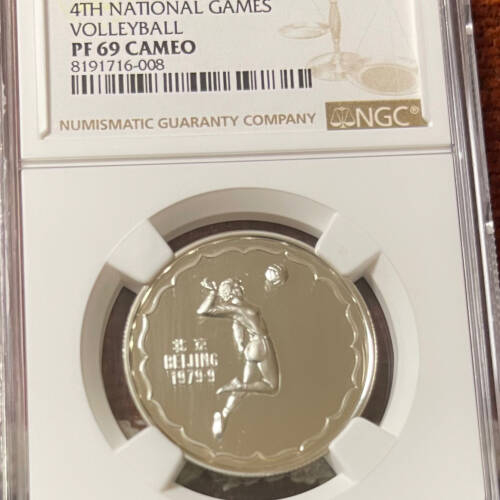 4TH NATIONAL GAMES
VOLLEYBALL
PF 69 CAMEO
8191716-008
NUMISMATIC GUARANTY COMPANY
NGC®
北京
BEIJING
1979·9